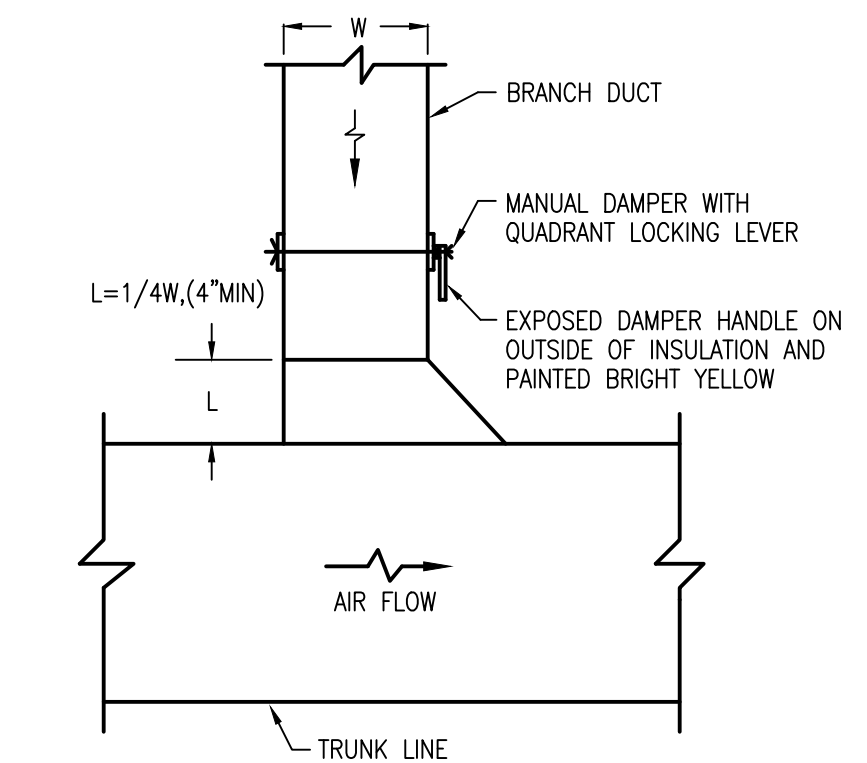 W
BRANCH DUCT
MANUAL DAMPER WITH
QUADRANT LOCKING LEVER
L=1/4W,(4"MIN)
EXPOSED DAMPER HANDLE ON
OUTSIDE OF INSULATION AND
PAINTED BRIGHT YELLOW
L
AIR FLOW
TRUNK LINE